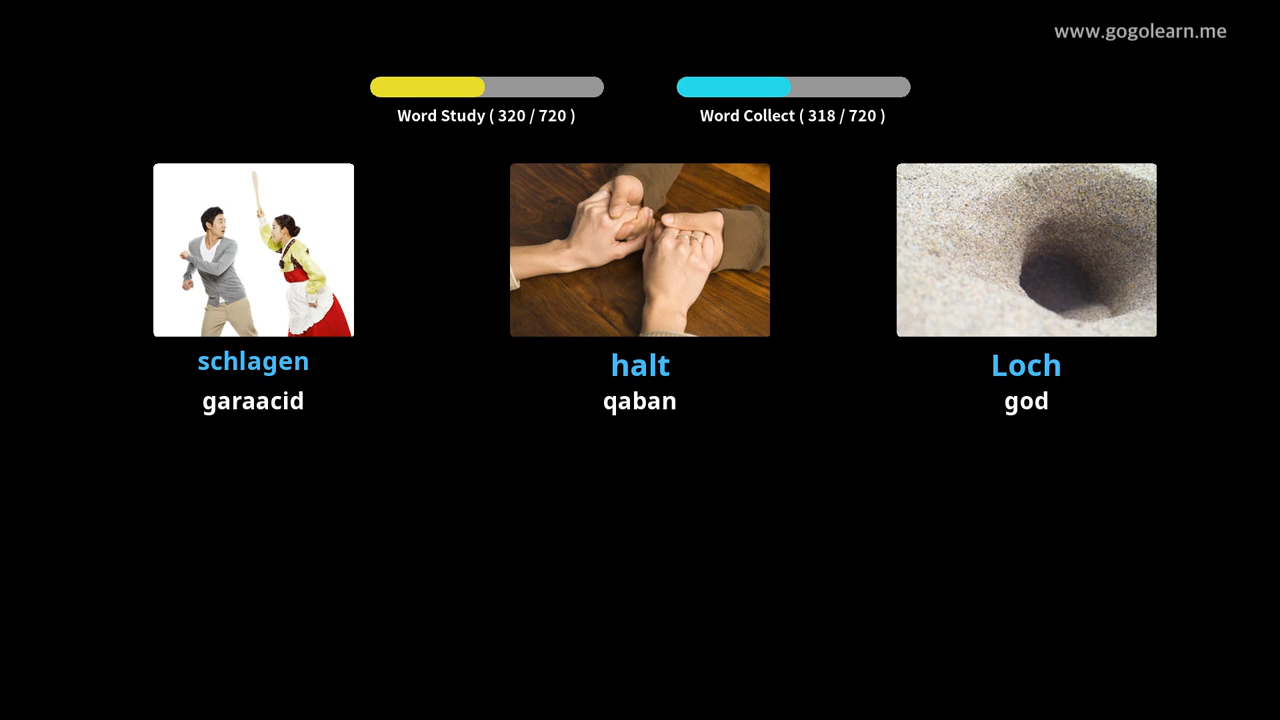 www.gogolearn.me
Word Study ( 320 / 720 )
Word Collect ( 318 / 720 )
schlagen
halt
Loch
garaacid
qaban
god